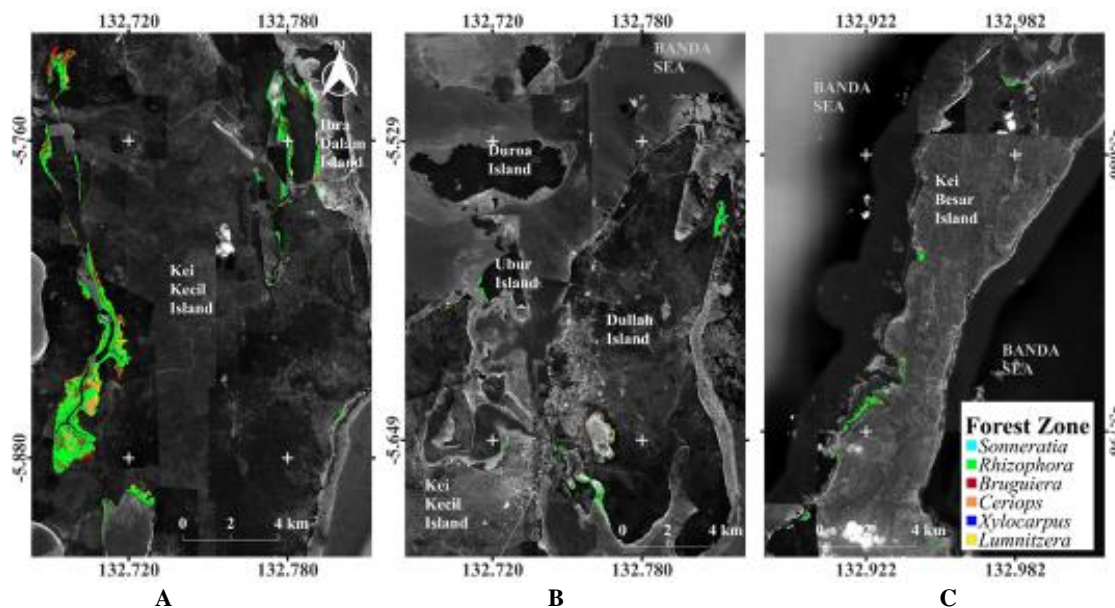 132.720
132.780
132.720
132.780
132.922
132.982
-5.760
-5.880
N
Ibra
Dalam
Island
Kei
Kecil
Island
0 2 4 km
132.720
132.780
A
BANDA
SEA
Duroa
Island
Ubur
Island
Dullah
Island
Kei
Kecil
Island
-5.529
-5.649
0 2 4 km
132.720
132.780
B
BANDA
SEA
Kei
Besar
Island
BANDA
SEA
Forest Zone
Sonneratia
Rhizophora
Bruguiera
Ceriops
Xylocarpus
Lumnitzera
4 km
132.922
132.982
C